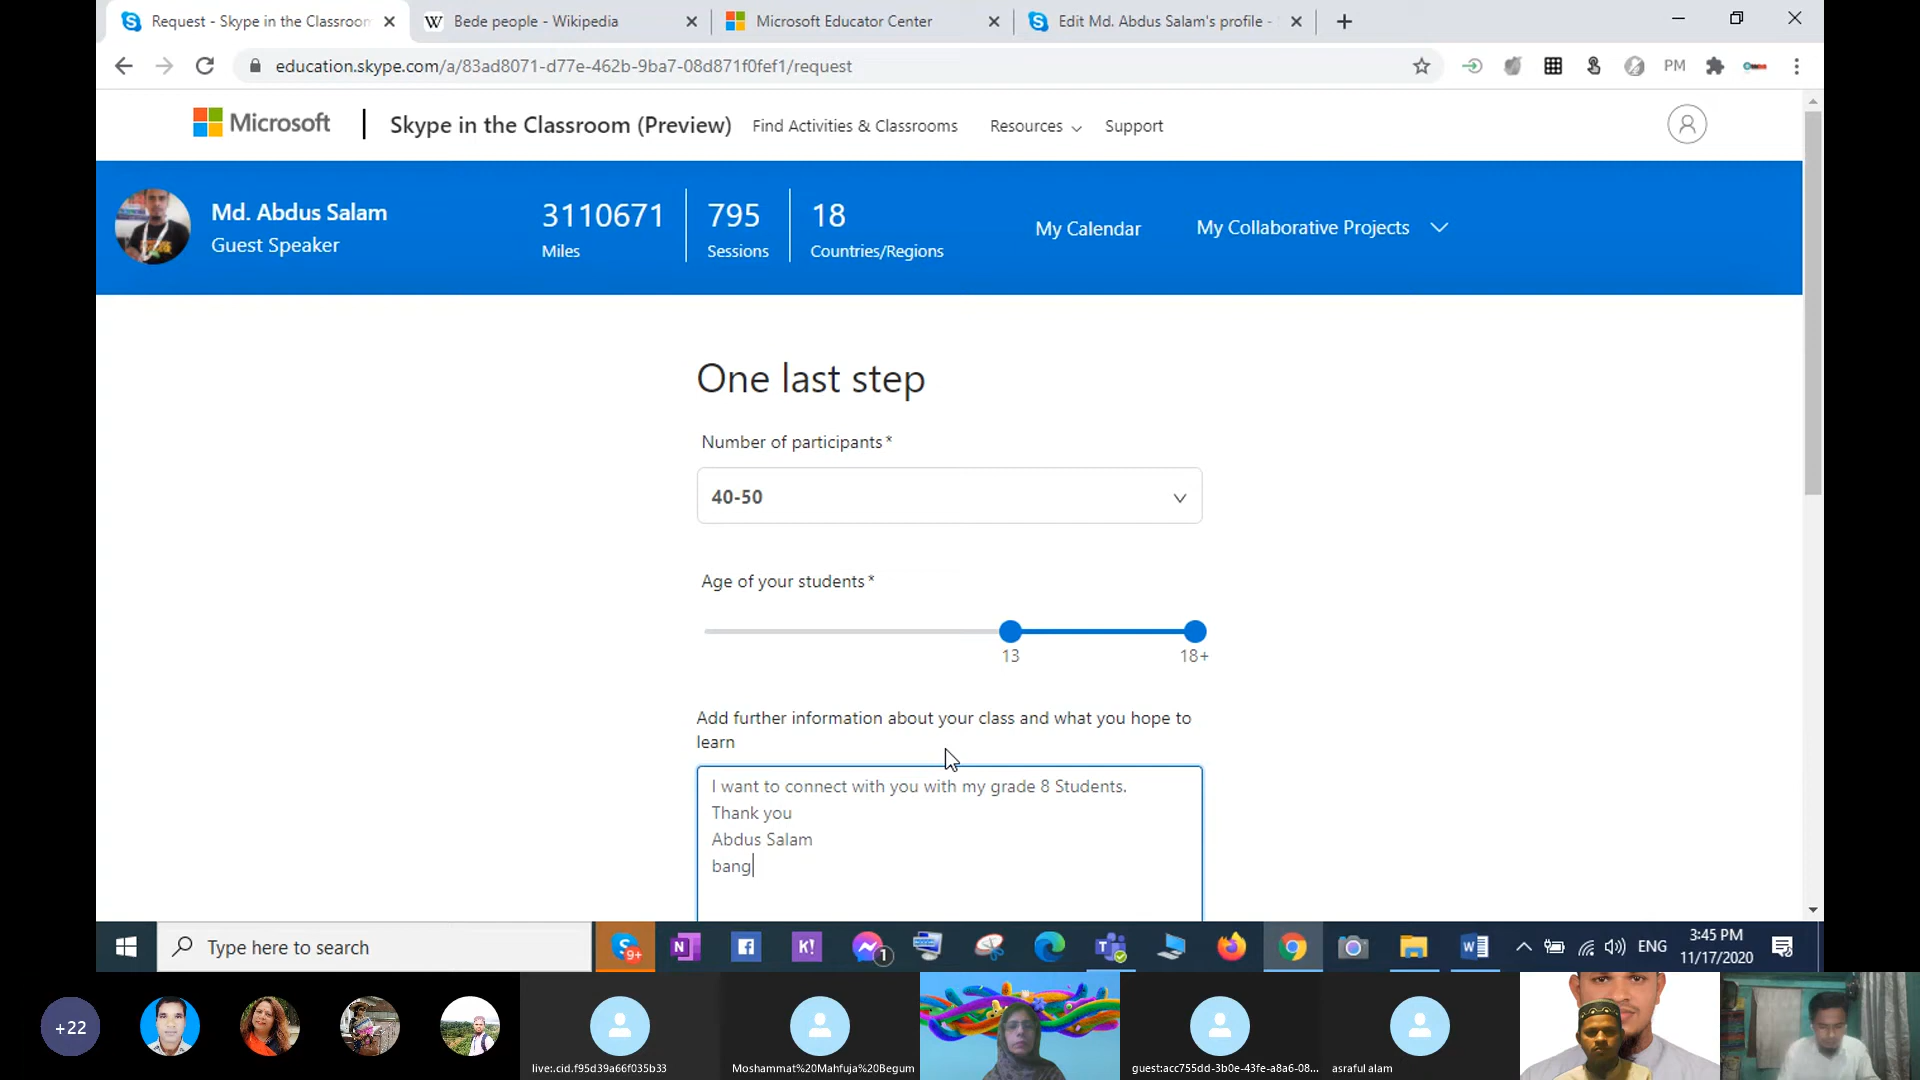 Request - Skype in the Classroom
Bede people - Wikipedia
Microsoft Educator Center
Edit Md. Abdus Salam's profile -
education.skype.com/a/83ad8071-d77e-462b-9ba7-08d871f0fef1/request
PM
Microsoft
Skype in the Classroom (Preview)
Find Activities & Classrooms
Resources
Support
Md. Abdus Salam
Guest Speaker
3110671
Miles
795
Sessions
18
Countries/Regions
My Calendar
My Collaborative Projects
One last step
Number of participants*
40-50
Age of your students*
13
18+
Add further information about your class and what you hope to
learn
I want to connect with you with my grade 8 Students.
Thank you
Abdus Salam
bang
Type here to search
9+
K!
1
ENG
3:45 PM
11/17/2020
+22
live:.cid.f95d39a66f035b33
Moshammat%20Mahfuja%20Begum
guest:acc755dd-3b0e-43fe-a8a6-08...
asraful alam